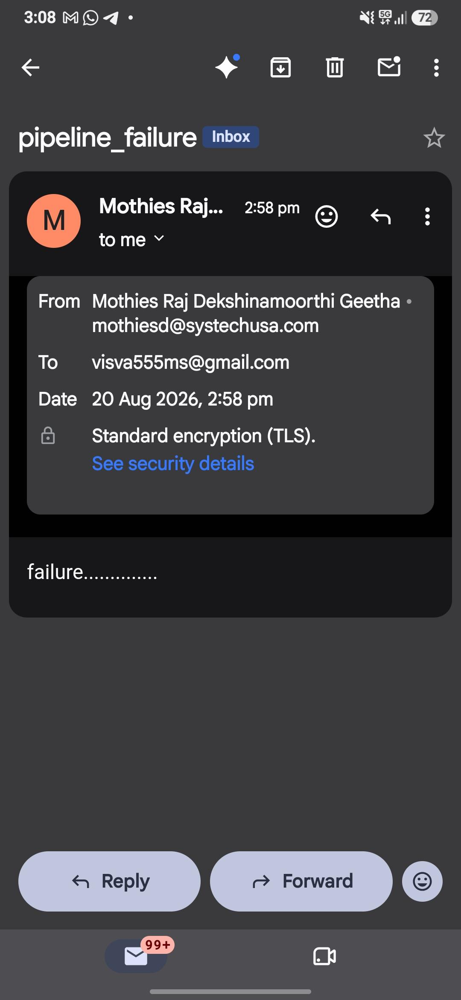 3:08
5G
72
pipeline_failure Inbox
M
Mothies Raj... 2:58 pm
to me
From Mothies Raj Dekshinamoorthi Geetha •
mothiesd@systechusa.com
To visva555ms@gmail.com
Date 20 Aug 2026, 2:58 pm
Standard encryption (TLS).
See security details
failure..............
Reply
Forward
99+